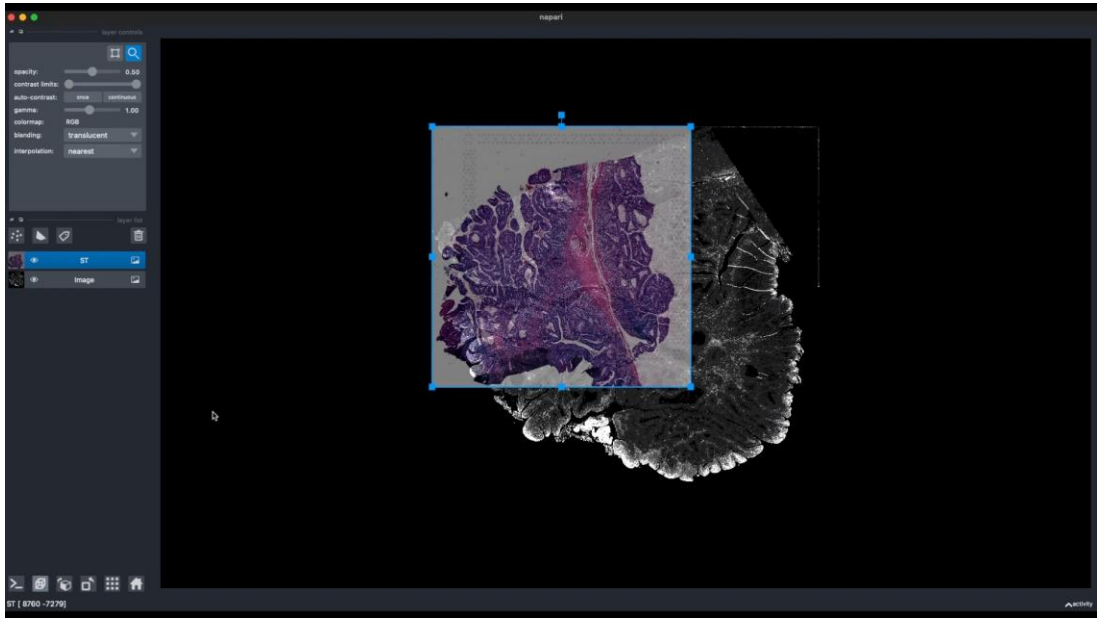 napari
layer controls
opacity: 0.50
contrast limits:
auto-contrast: once continuous
gamma: 1.00
colormap: RGB
blending: translucent
interpolation: nearest
layer list
ST
Image
ST [ 8760 -7279]
activity